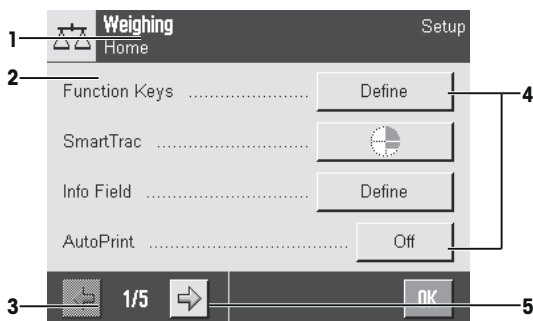 Weighing
Setup
1
Home
2
Function Keys ...................... Define
4
SmartTrac ...........................
Info Field ............................ Define
AutoPrint ................................... Off
3
1/5
OK
5